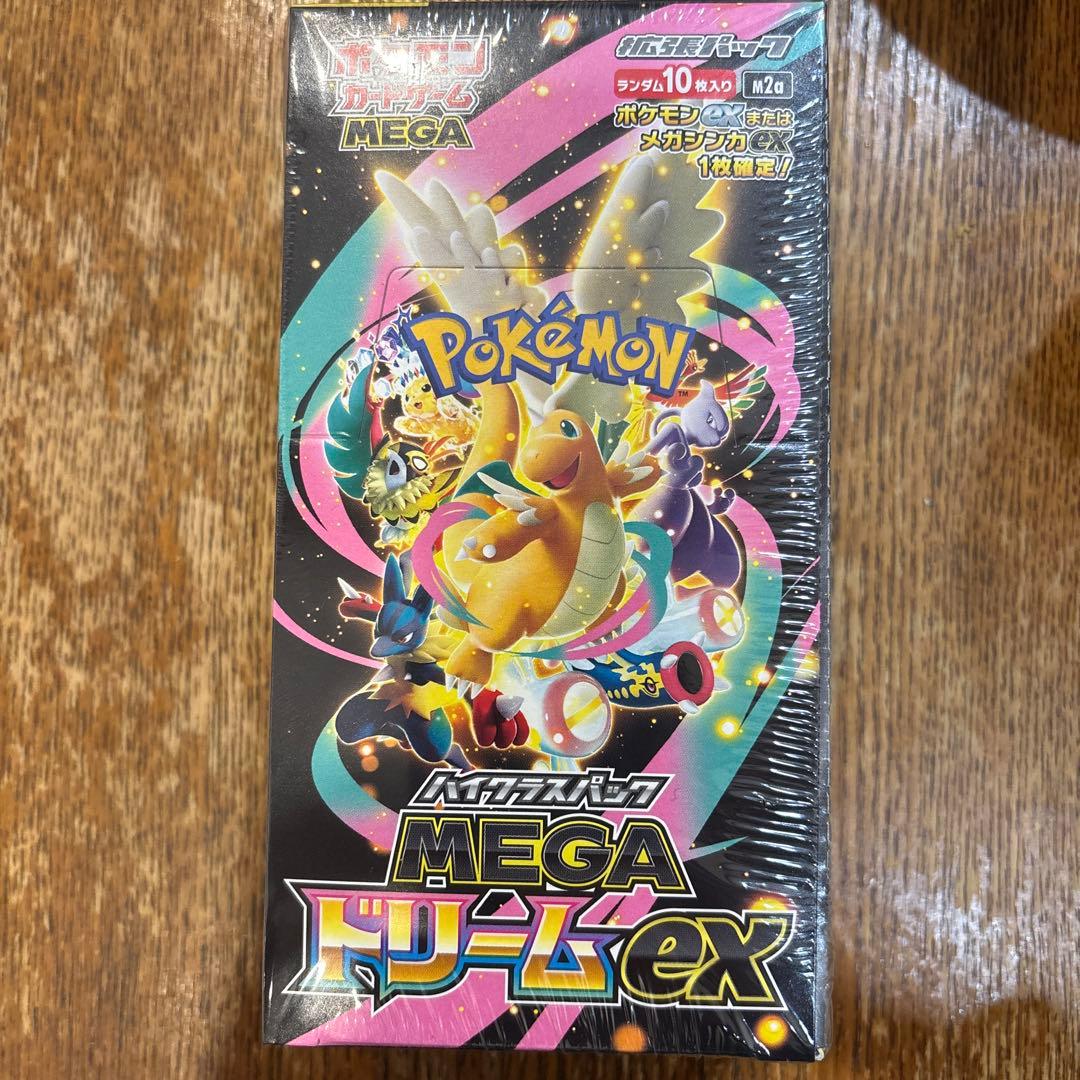 ポケモン
カードゲーム
MEGA
拡張パック
ランダム10枚入り M2a
ポケモンexまたは
メガシンカex
1枚確定!
POKÉMON
TM
ハイクラスパック
MEGA
ドリームex